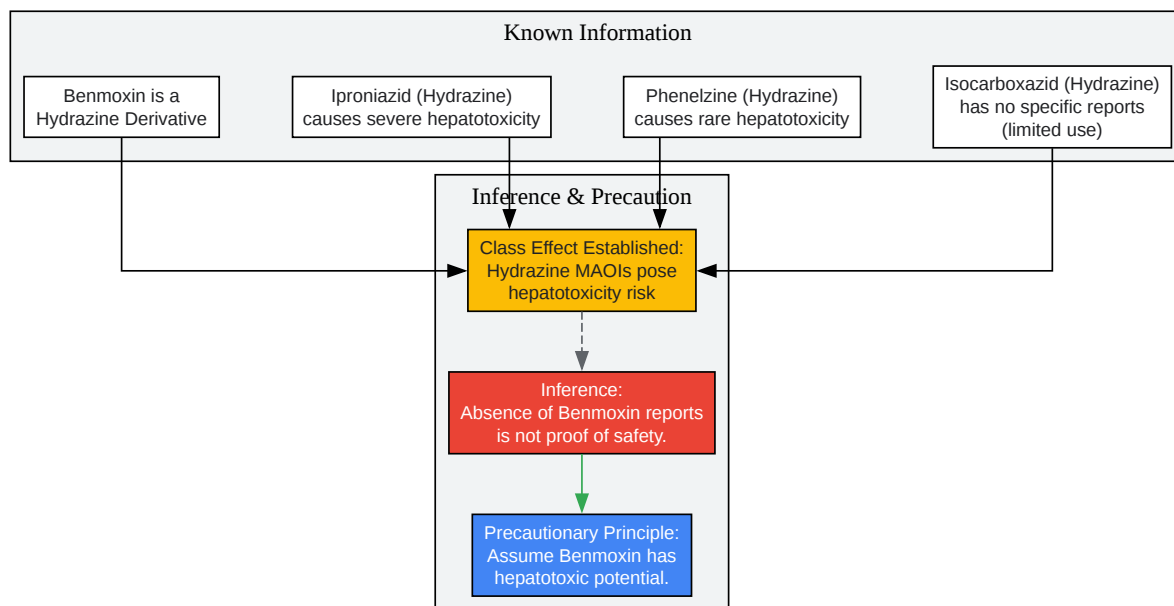 Known Information
Benmoxin is a
Hydrazine Derivative
Iproniazid (Hydrazine)
causes severe hepatotoxicity
Phenelzine (Hydrazine)
causes rare hepatotoxicity
Isocarboxazid (Hydrazine)
has no specific reports
(limited use)
Inference & Precaution
Class Effect Established:
Hydrazine MAOIs pose
hepatotoxicity risk
Inference:
Absence of Benmoxin reports
is not proof of safety.
Precautionary Principle:
Assume Benmoxin has
hepatotoxic potential.